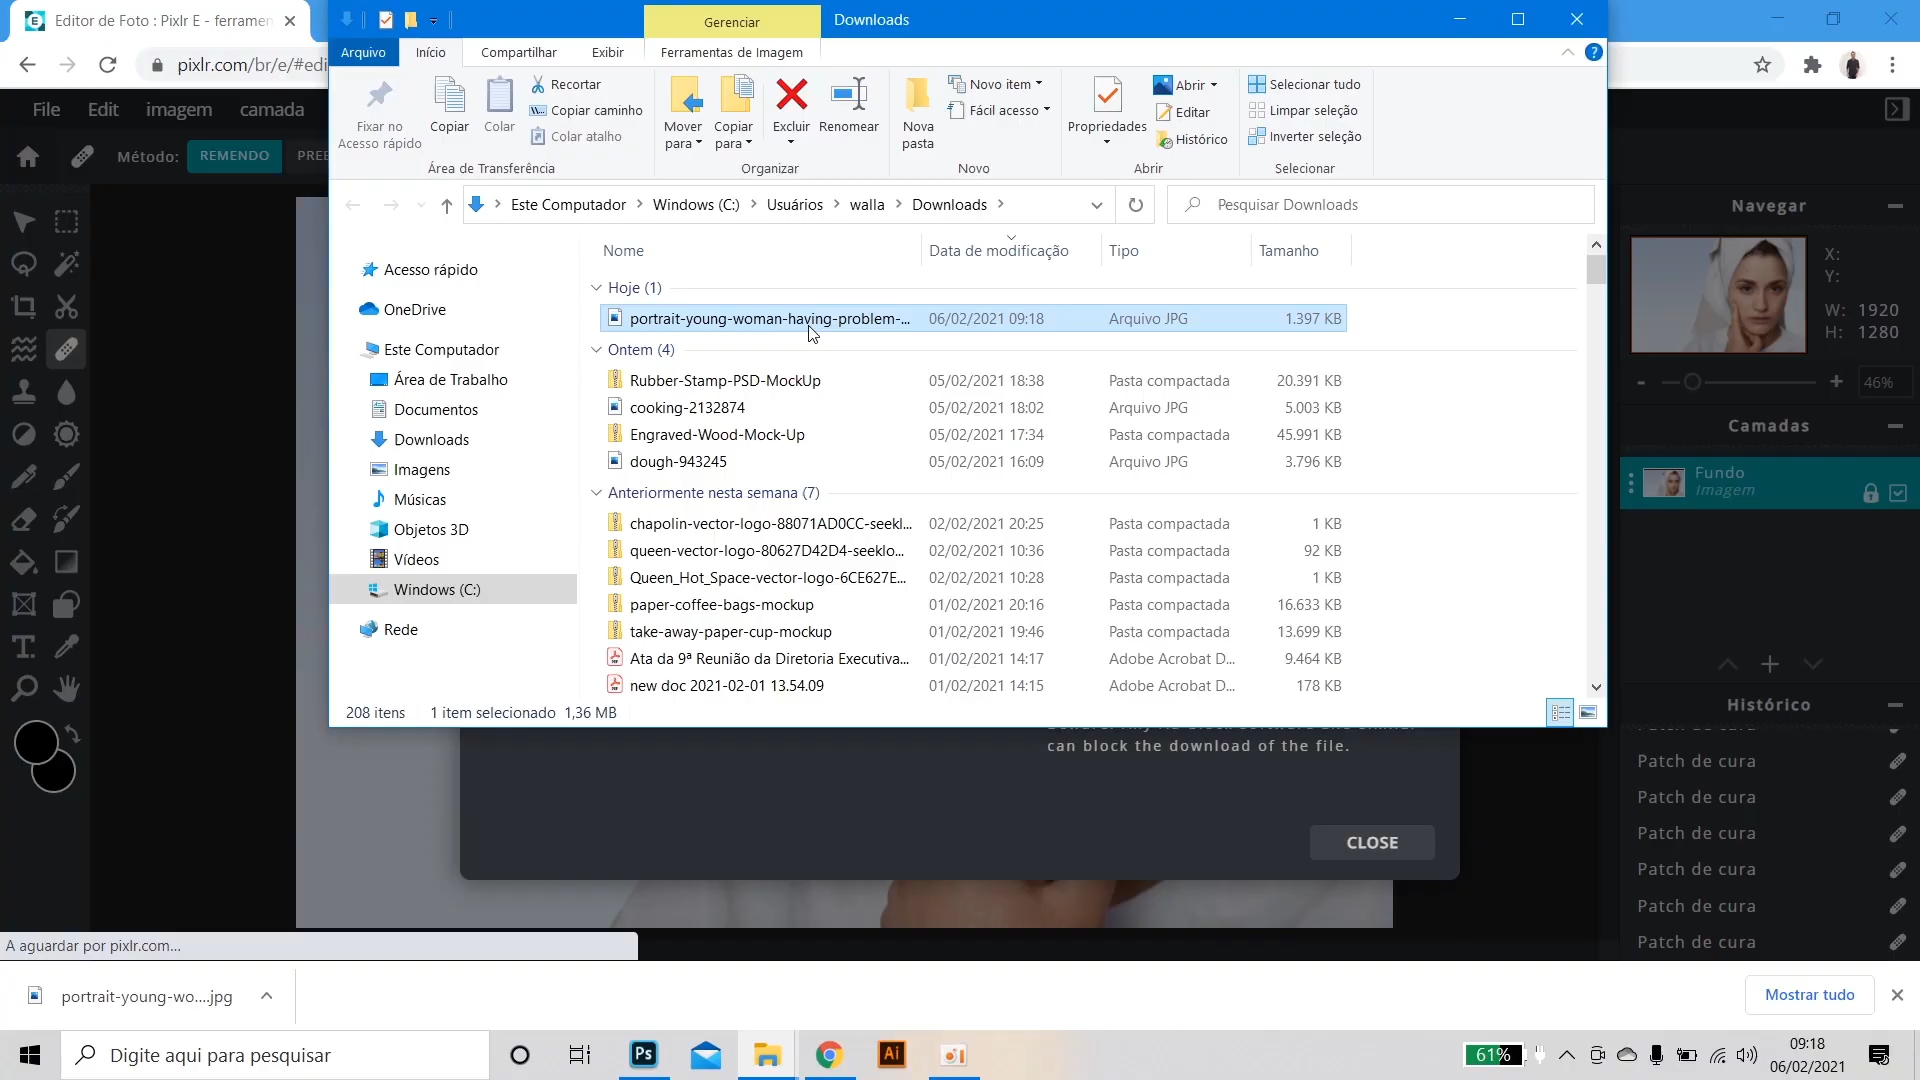 Editor de Foto : Pixlr E - ferramen
Gerenciar
Downloads
Arquivo
Início
Compartilhar
Exibir
Ferramentas de Imagem
pixlr.com/br/e/#edi
File
Edit
imagem
camada
Método:
REMENDO
PREE
Fixar no
Acesso rápido
Copiar
Colar
Recortar
Copiar caminho
Colar atalho
Área de Transferência
Mover
para
Copiar
para
Excluir
Renomear
Organizar
Nova
pasta
Novo item
Fácil acesso
Novo
Propriedades
Abrir
Editar
Histórico
Abrir
Selecionar tudo
Limpar seleção
Inverter seleção
Selecionar
Este Computador
Windows (C:)
Usuários
walla
Downloads
Pesquisar Downloads
Acesso rápido
OneDrive
Este Computador
Área de Trabalho
Documentos
Downloads
Imagens
Músicas
Objetos 3D
Vídeos
Windows (C:)
Rede
Nome Data de modificação Tipo Tamanho
Hoje (1)
portrait-young-woman-having-problem-... 06/02/2021 09:18 Arquivo JPG 1.397 KB
Ontem (4)
Rubber-Stamp-PSD-MockUp 05/02/2021 18:38 Pasta compactada 20.391 KB
cooking-2132874 05/02/2021 18:02 Arquivo JPG 5.003 KB
Engraved-Wood-Mock-Up 05/02/2021 17:34 Pasta compactada 45.991 KB
dough-943245 05/02/2021 16:09 Arquivo JPG 3.796 KB
Anteriormente nesta semana (7)
chapolin-vector-logo-88071AD0CC-seekl... 02/02/2021 20:25 Pasta compactada 1 KB
queen-vector-logo-80627D42D4-seeklo... 02/02/2021 10:36 Pasta compactada 92 KB
Queen_Hot_Space-vector-logo-6CE627E... 02/02/2021 10:28 Pasta compactada 1 KB
paper-coffee-bags-mockup 01/02/2021 20:16 Pasta compactada 16.633 KB
take-away-paper-cup-mockup 01/02/2021 19:46 Pasta compactada 13.699 KB
Ata da 9ª Reunião da Diretoria Executiva... 01/02/2021 14:17 Adobe Acrobat D... 9.464 KB
new doc 2021-02-01 13.54.09 01/02/2021 14:15 Adobe Acrobat D... 178 KB
208 itens 1 item selecionado 1,36 MB
can block the download of the file.
CLOSE
Navegar
X:
Y:
W: 1920
H: 1280
46%
Camadas
Fundo
Imagem
Histórico
Patch de cura
Patch de cura
Patch de cura
Patch de cura
Patch de cura
Patch de cura
A aguardar por pixlr.com...
portrait-young-wo....jpg
Mostrar tudo
Digite aqui para pesquisar
Ps
Ai
61%
09:18
06/02/2021